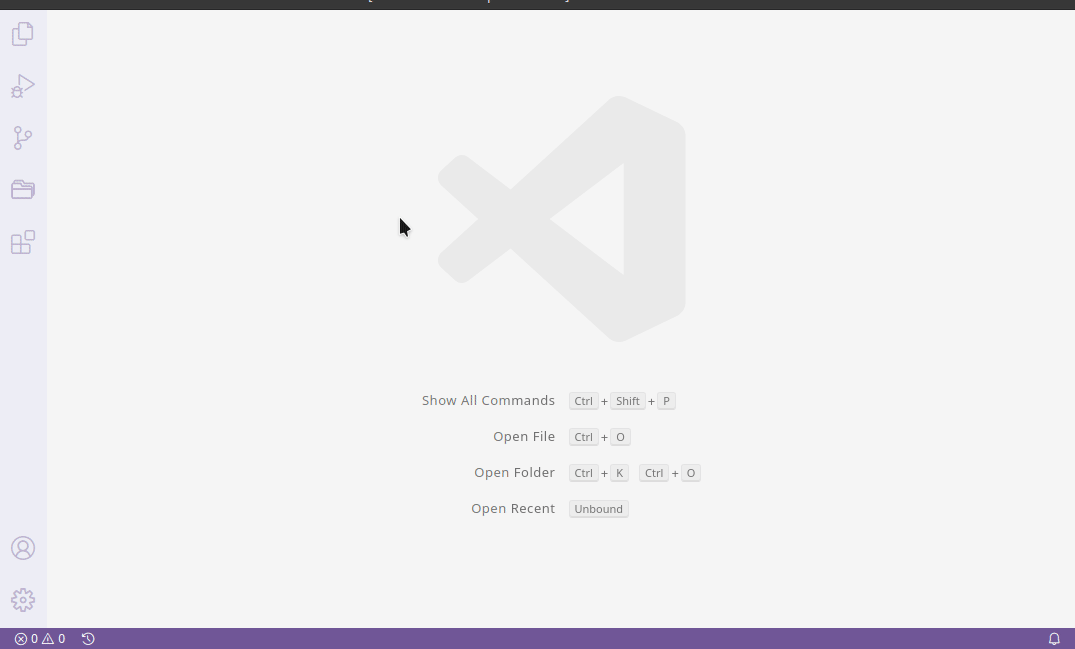 Show All Commands Ctrl + Shift + P
Open File Ctrl + O
Open Folder Ctrl + K Ctrl + O
Open Recent Unbound
0 0